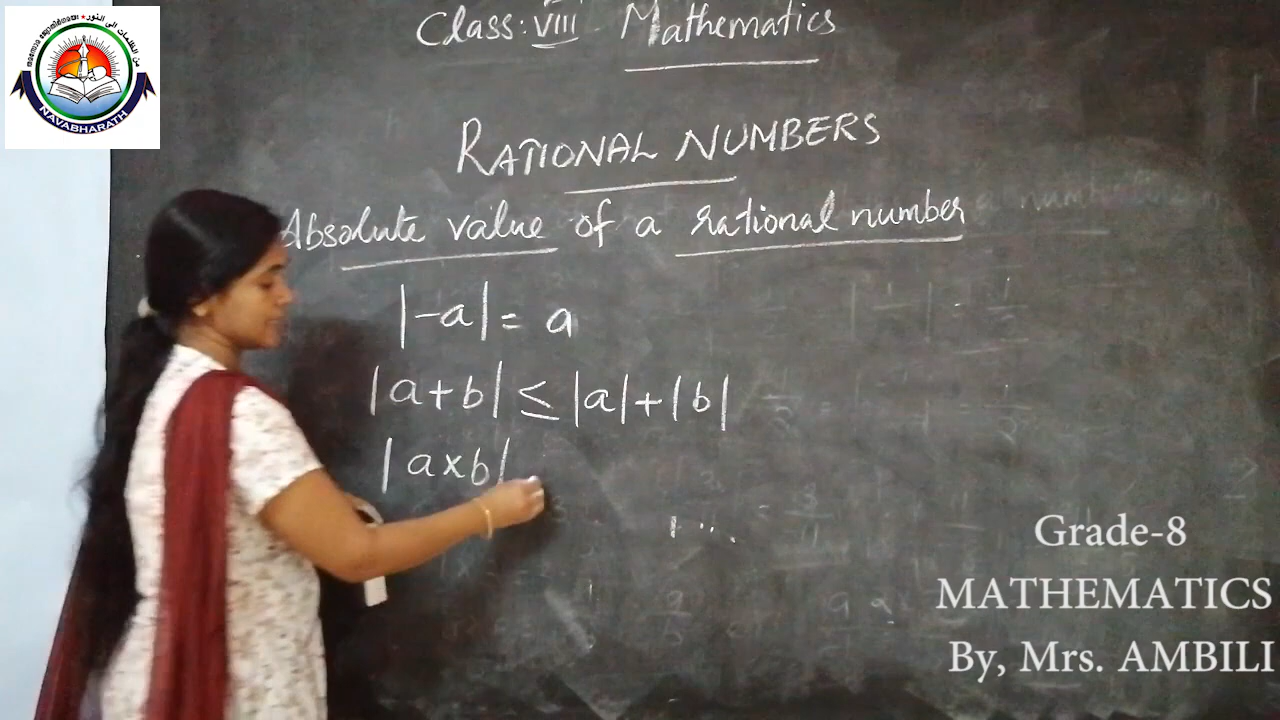 NAVABHARATH
Class: VIII Mathematics
RATIONAL NUMBERS
Absolute value of a rational number
|-a| = a
|a+b| ≤ |a|+|b|
|a×b|
Grade-8
MATHEMATICS
By, Mrs. AMBILI